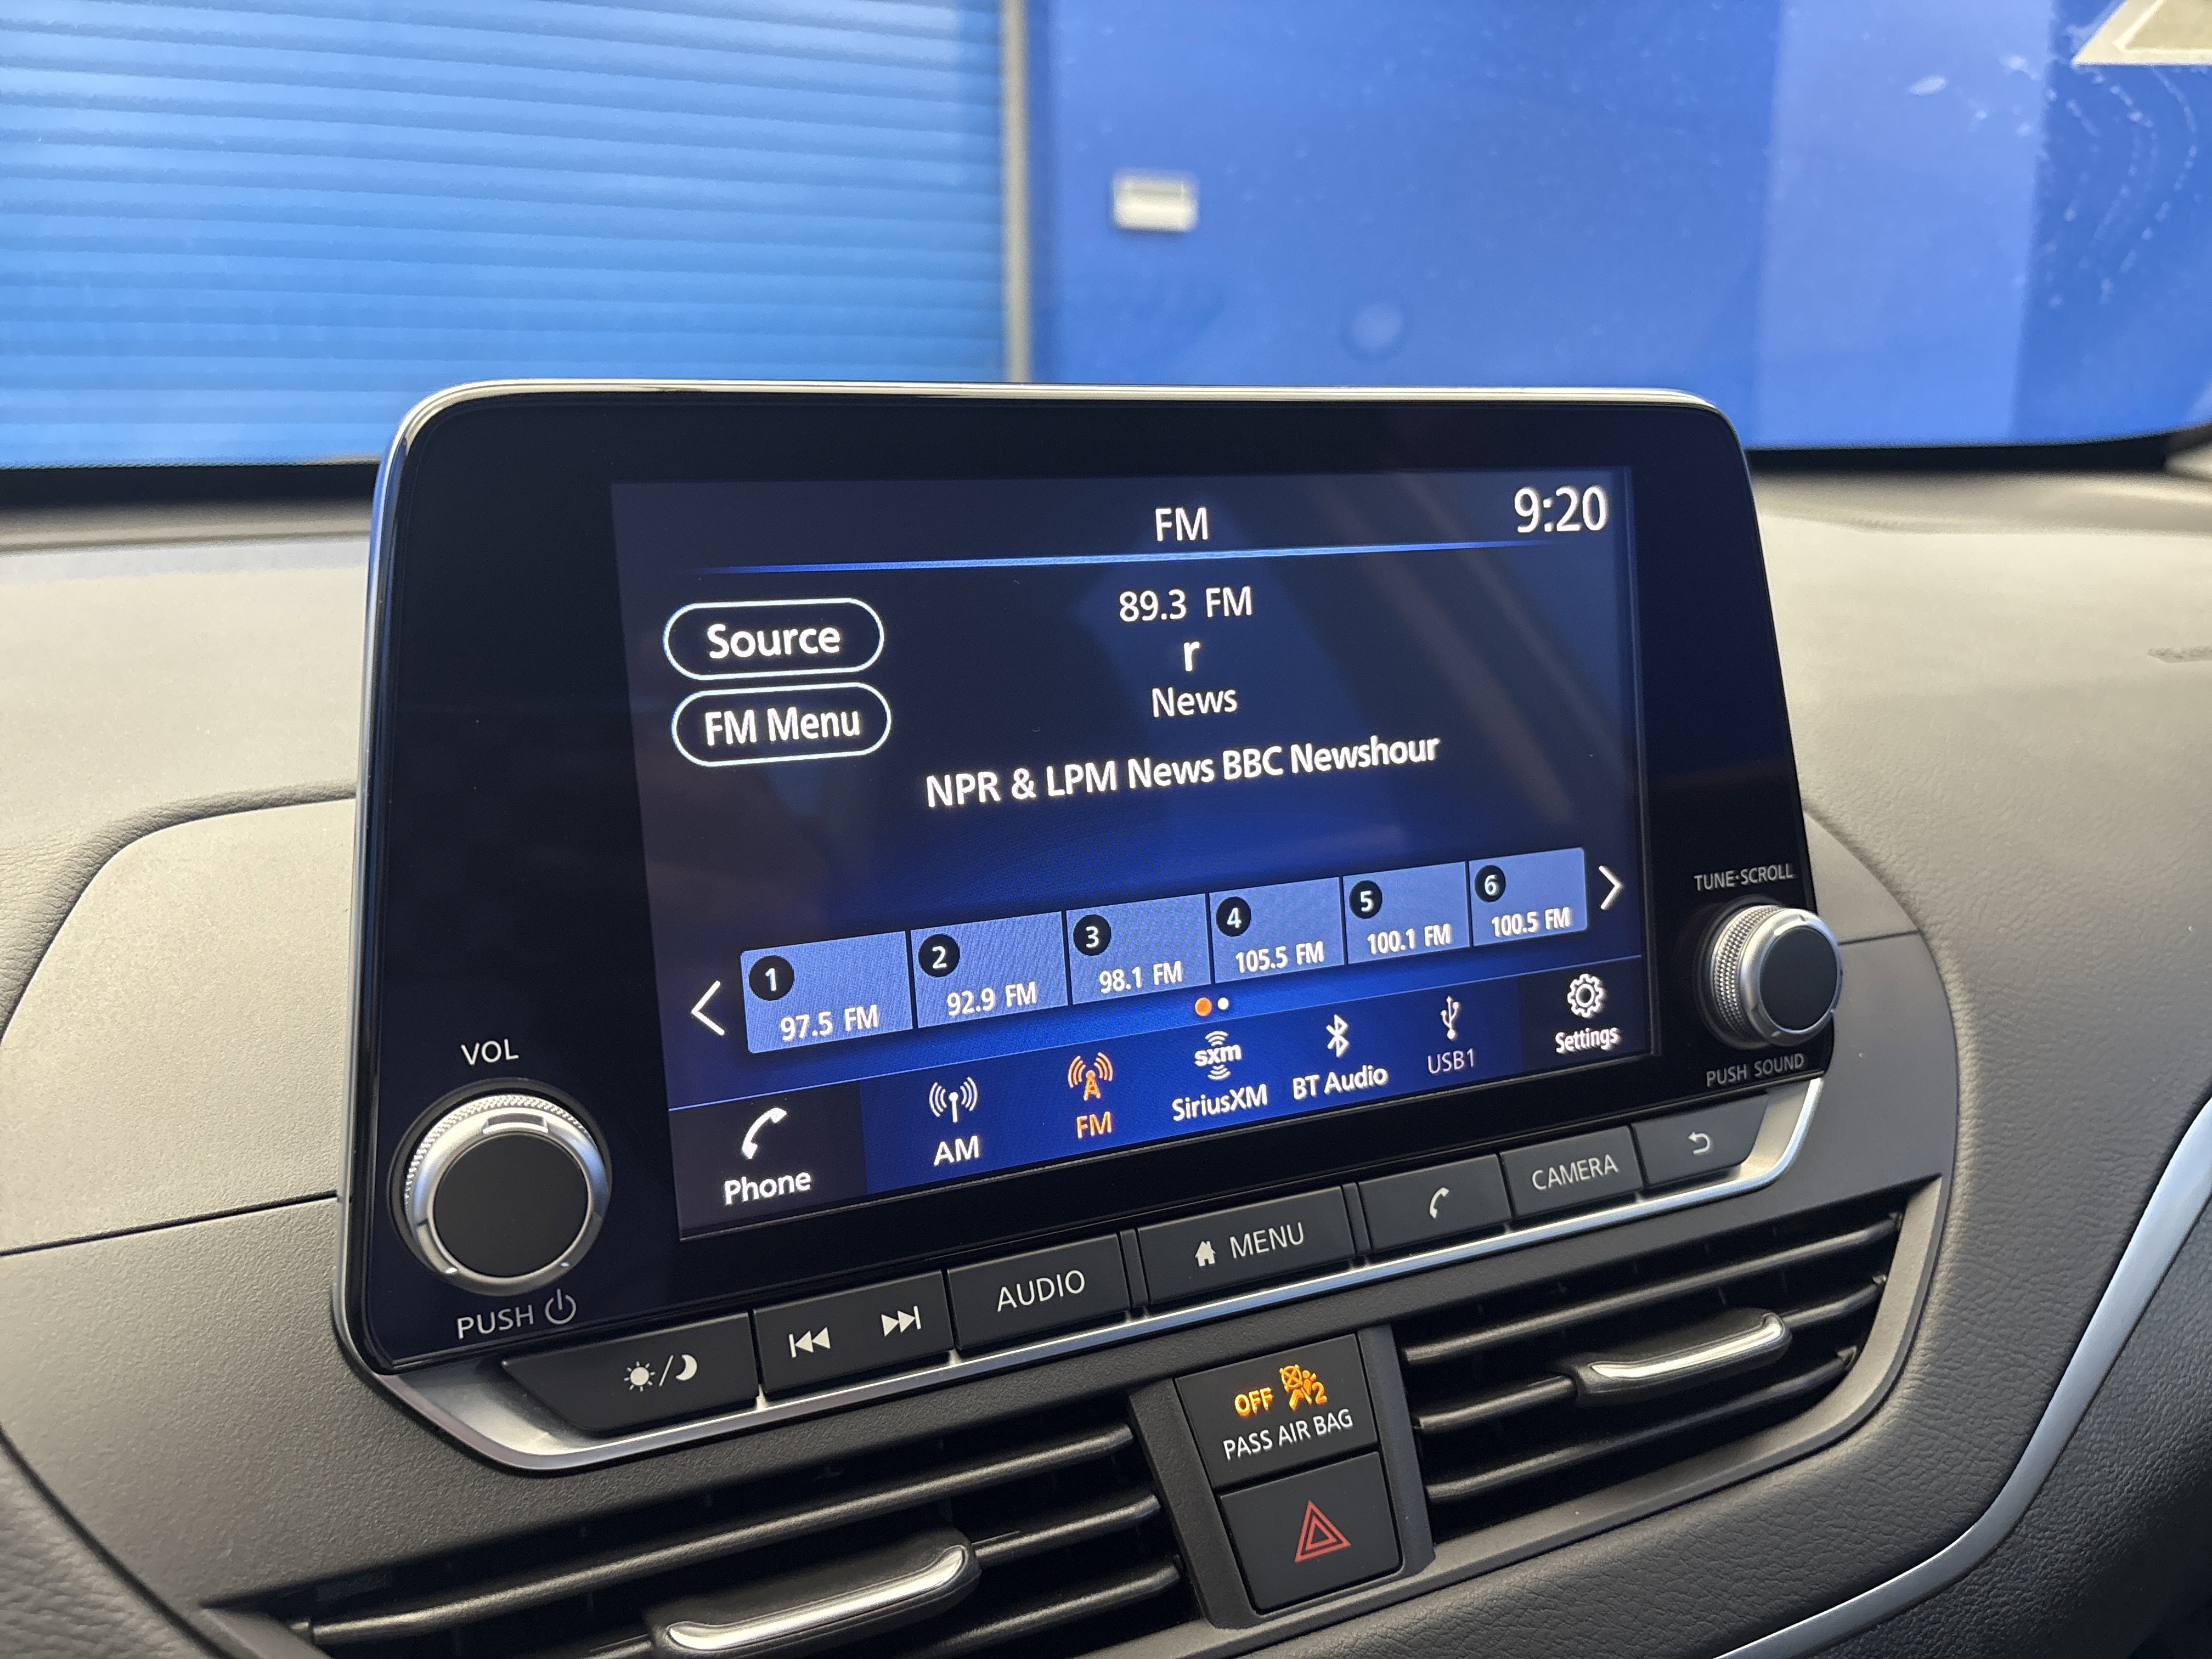 FM
9:20
Source
89.3 FM
r
FM Menu
News
NPR & LPM News BBC Newshour
1
97.5 FM
2
92.9 FM
3
98.1 FM
4
105.5 FM
5
100.1 FM
6
100.5 FM
Phone
AM
FM
sxm
SiriusXM
BT Audio
USB1
Settings
VOL
PUSH
TUNE·SCROLL
PUSH SOUND
AUDIO
MENU
CAMERA
OFF
2
PASS AIR BAG